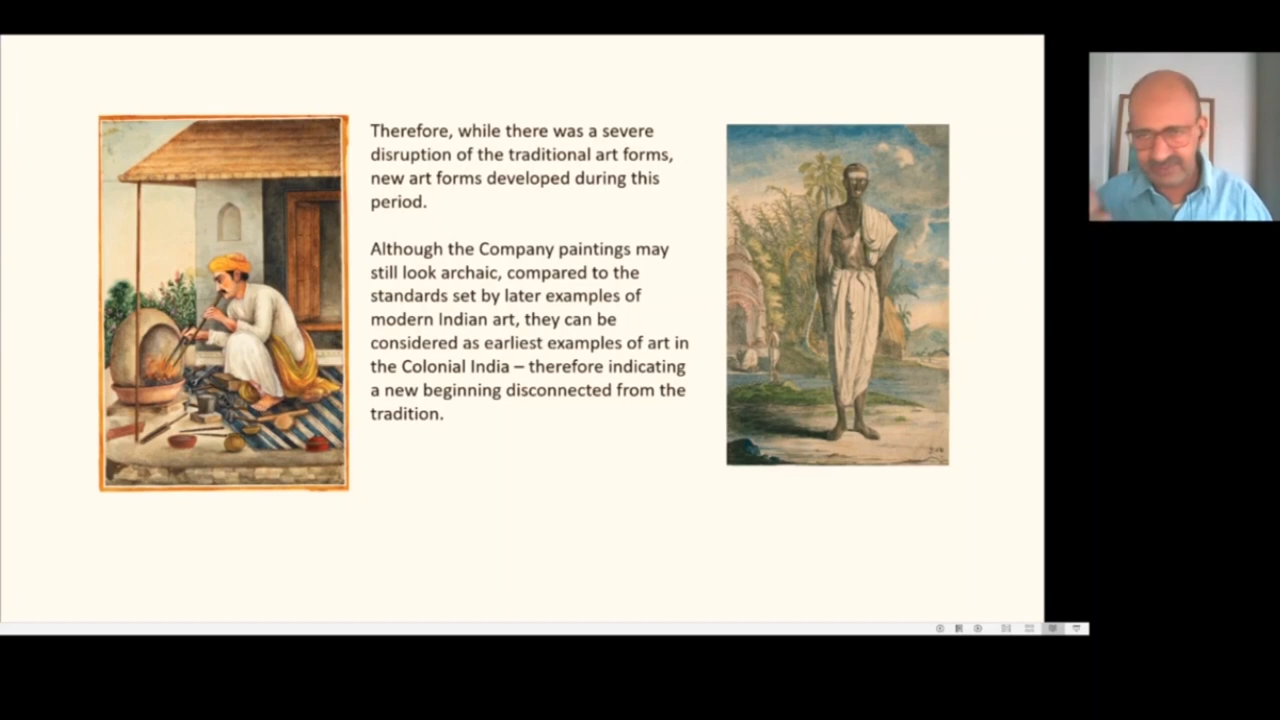 Therefore, while there was a severe
disruption of the traditional art forms,
new art forms developed during this
period.
Although the Company paintings may
still look archaic, compared to the
standards set by later examples of
modern Indian art, they can be
considered as earliest examples of art in
the Colonial India – therefore indicating
a new beginning disconnected from the
tradition.